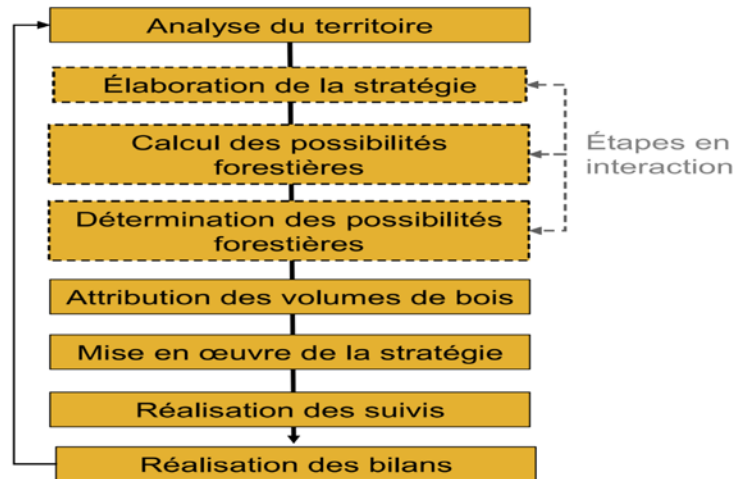 Analyse du territoire
Élaboration de la stratégie
Calcul des possibilités
forestières
Détermination des possibilités
forestières
Étapes en
interaction
Attribution des volumes de bois
Mise en œuvre de la stratégie
Réalisation des suivis
Réalisation des bilans